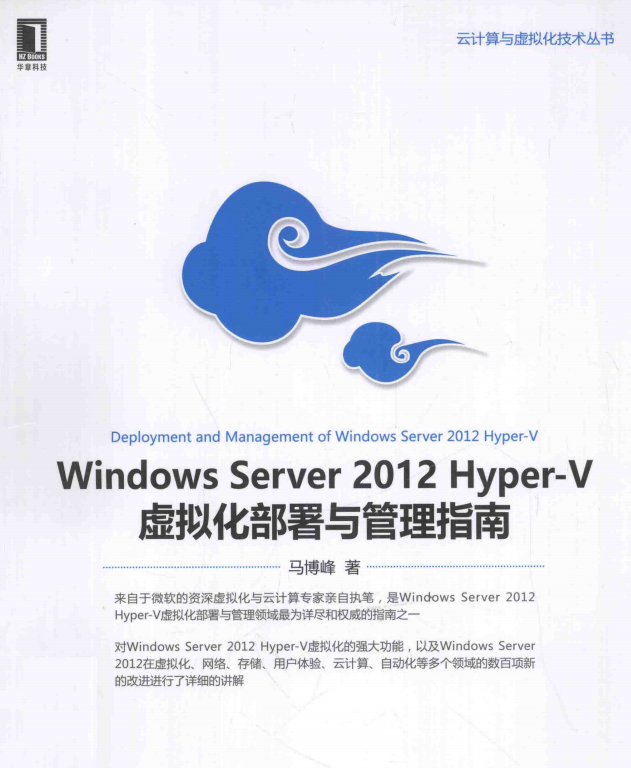 HZ Books
华章科技
云计算与虚拟化技术丛书
Deployment and Management of Windows Server 2012 Hyper-V
Windows Server 2012 Hyper-V
虚拟化部署与管理指南
马博峰 著
来自于微软的资深虚拟化与云计算专家亲自执笔，是Windows Server 2012
Hyper-V虚拟化部署与管理领域最为详尽和权威的指南之一
对Windows Server 2012 Hyper-V虚拟化的强大功能，以及Windows Server
2012在虚拟化、网络、存储、用户体验、云计算、自动化等多个领域的数百项新
的改进进行了详细的讲解